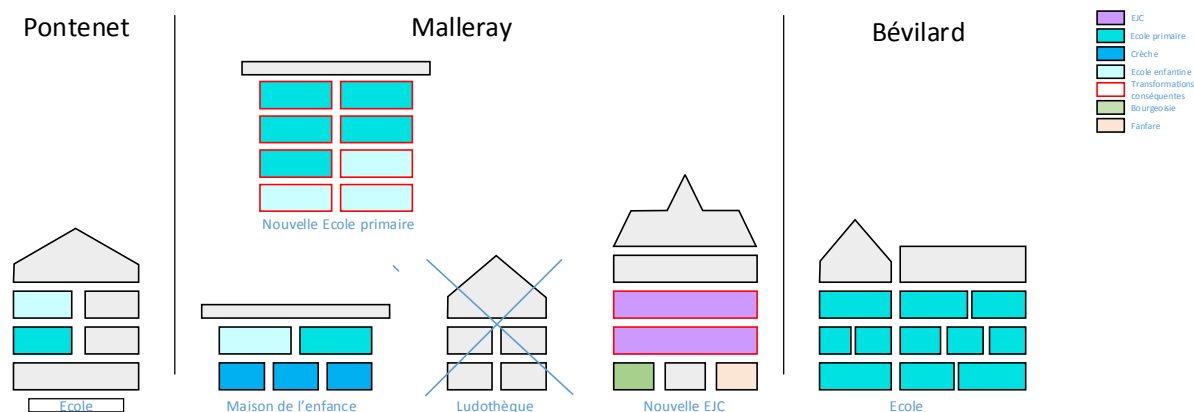 Pontenet
Malleray
Bévilard
EJC
Ecole primaire
Crèche
Ecole enfantine
Transformations
conséquentes
Bourgeoisie
Fanfare
Nouvelle Ecole primaire
Ecole
Maison de l'enfance
Ludothèque
Nouvelle EJC
Ecole